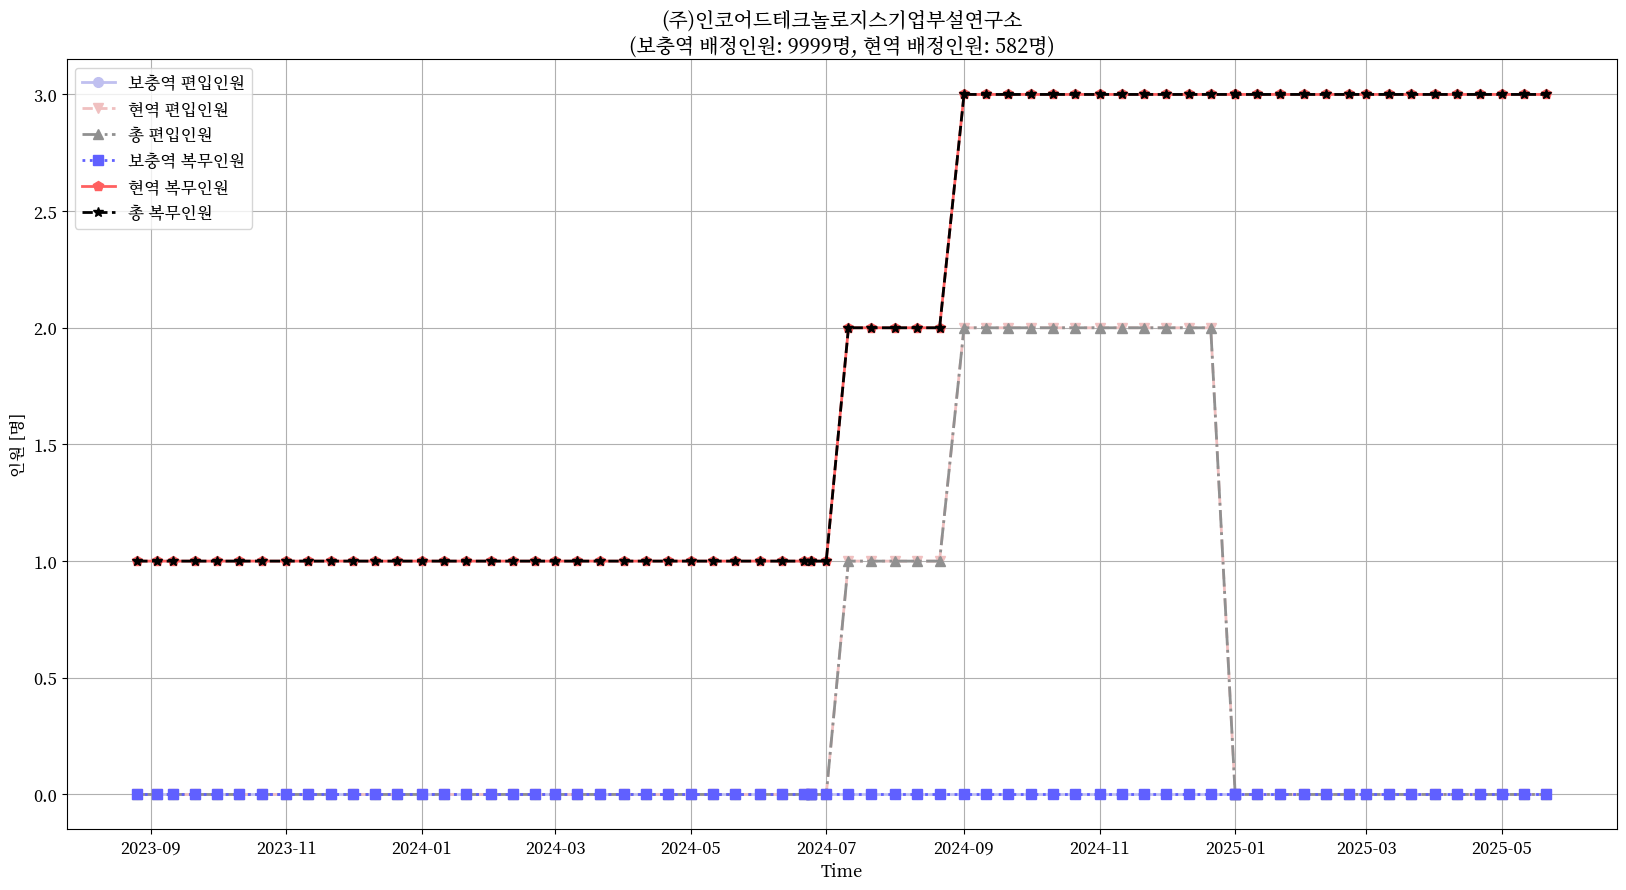 (주)인코어드테크놀로지스기업부설연구소
(보충역 배정인원: 9999명, 현역 배정인원: 582명)
보충역 편입인원
현역 편입인원
총 편입인원
보충역 복무인원
현역 복무인원
총 복무인원
3.0
2.5
2.0
1.5
1.0
0.5
0.0
인원 [명]
2023-09 2023-11 2024-01 2024-03 2024-05 2024-07 2024-09 2024-11 2025-01 2025-03 2025-05
Time